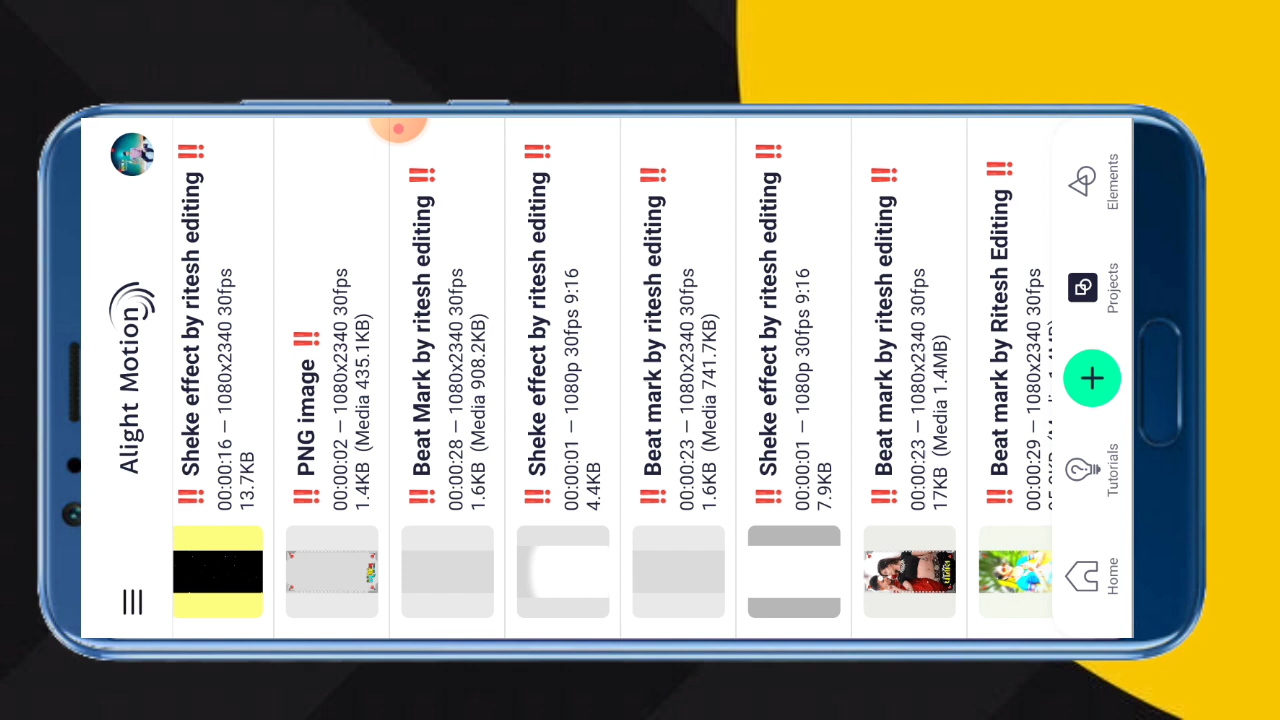 Alight Motion
‼️ Sheke effect by ritesh editing ‼️
00:00:16 – 1080x2340 30fps
13.7KB
PNG image ‼️
00:00:02 – 1080x2340 30fps
1.4KB (Media 435.1KB)
‼️ Beat Mark by ritesh editing ‼️
00:00:28 – 1080x2340 30fps
1.6KB (Media 908.2KB)
‼️ Sheke effect by ritesh editing ‼️
00:00:01 – 1080p 30fps 9:16
4.4KB
‼️ Beat mark by ritesh editing ‼️
00:00:23 – 1080x2340 30fps
1.6KB (Media 741.7KB)
‼️ Sheke effect by ritesh editing ‼️
00:00:01 – 1080p 30fps 9:16
7.9KB
‼️ Beat mark by ritesh editing ‼️
00:00:23 – 1080x2340 30fps
17KB (Media 1.4MB)
‼️ Beat mark by Ritesh Editing ‼️
00:00:29 – 1080x2340 30fps
Home
Tutorials
Projects
Elements